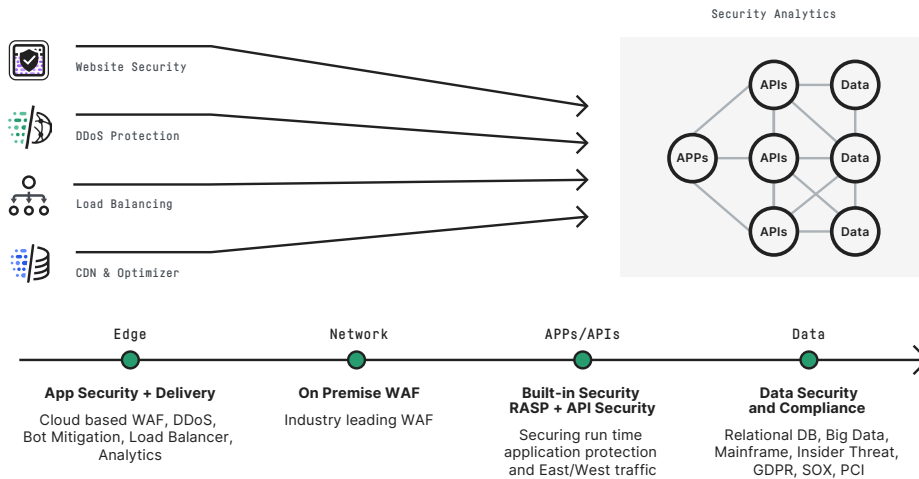 Security Analytics
Website Security
DDoS Protection
Load Balancing
CDN & Optimizer
APIs
Data
APPs
APIs
Data
APIs
Data
Edge
Network
APPs/APIs
Data
App Security + Delivery
Cloud based WAF, DDoS,
Bot Mitigation, Load Balancer,
Analytics
On Premise WAF
Industry leading WAF
Built-in Security
RASP + API Security
Securing run time
application protection
and East/West traffic
Data Security
and Compliance
Relational DB, Big Data,
Mainframe, Insider Threat,
GDPR, SOX, PCI